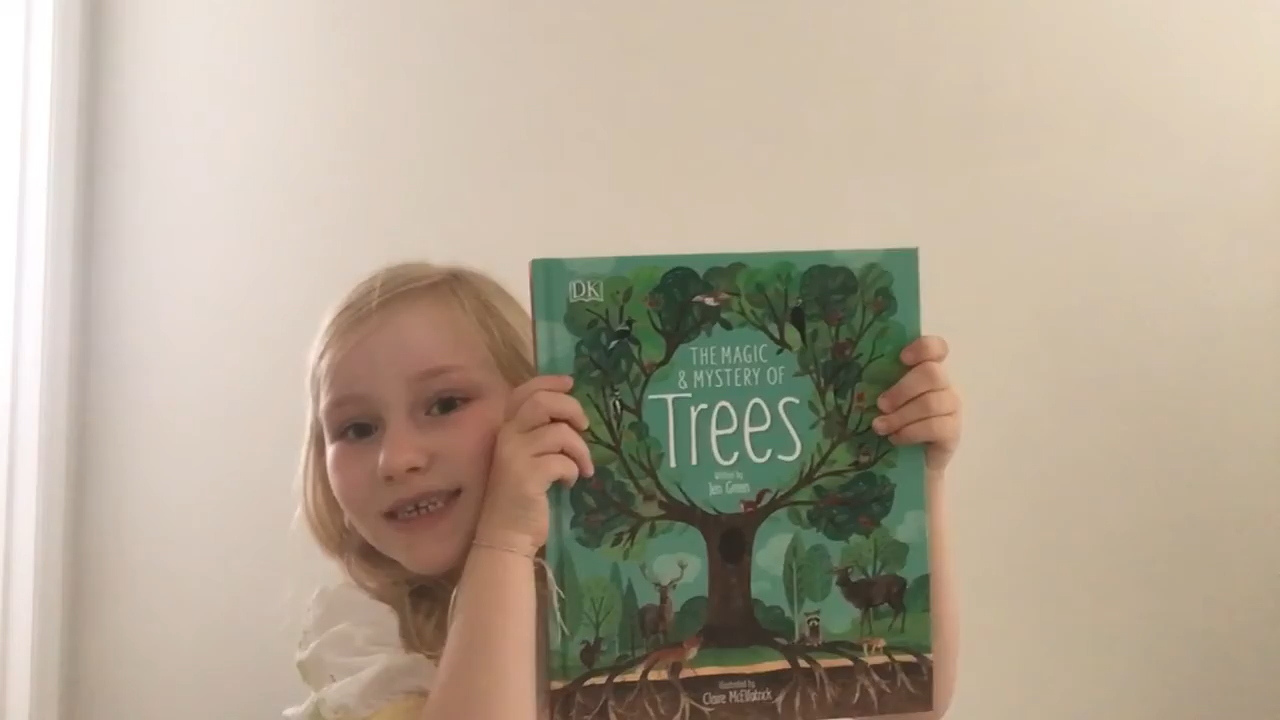 DK
THE MAGIC
& MYSTERY OF
Trees
Written by
Jen Green
Illustrated by
Claire McElfatrick